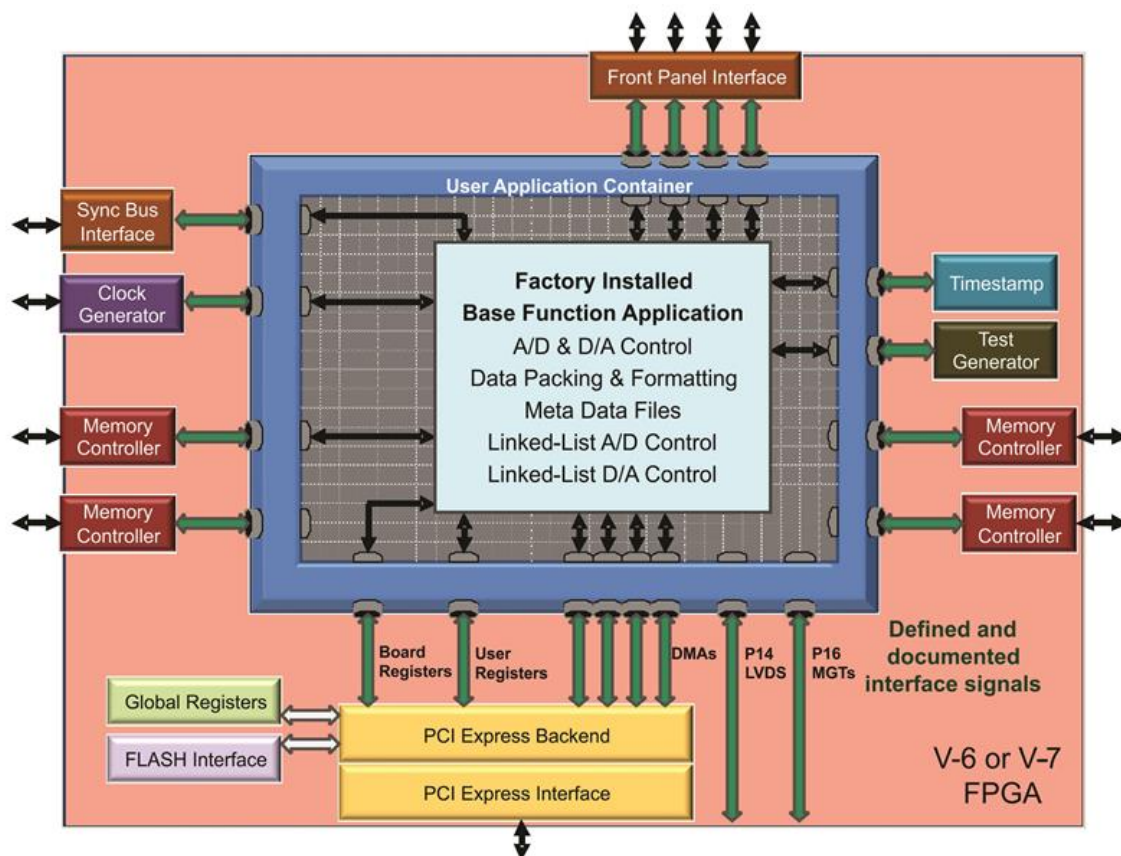 Front Panel Interface
User Application Container
Sync Bus
Interface
Clock
Generator
Memory
Controller
Memory
Controller
Factory Installed
Base Function Application
A/D & D/A Control
Data Packing & Formatting
Meta Data Files
Linked-List A/D Control
Linked-List D/A Control
Timestamp
Test
Generator
Memory
Controller
Memory
Controller
Board
Registers
User
Registers
DMAs
P14
LVDS
P16
MGTs
Defined and
documented
interface signals
Global Registers
FLASH Interface
PCI Express Backend
PCI Express Interface
V-6 or V-7
FPGA